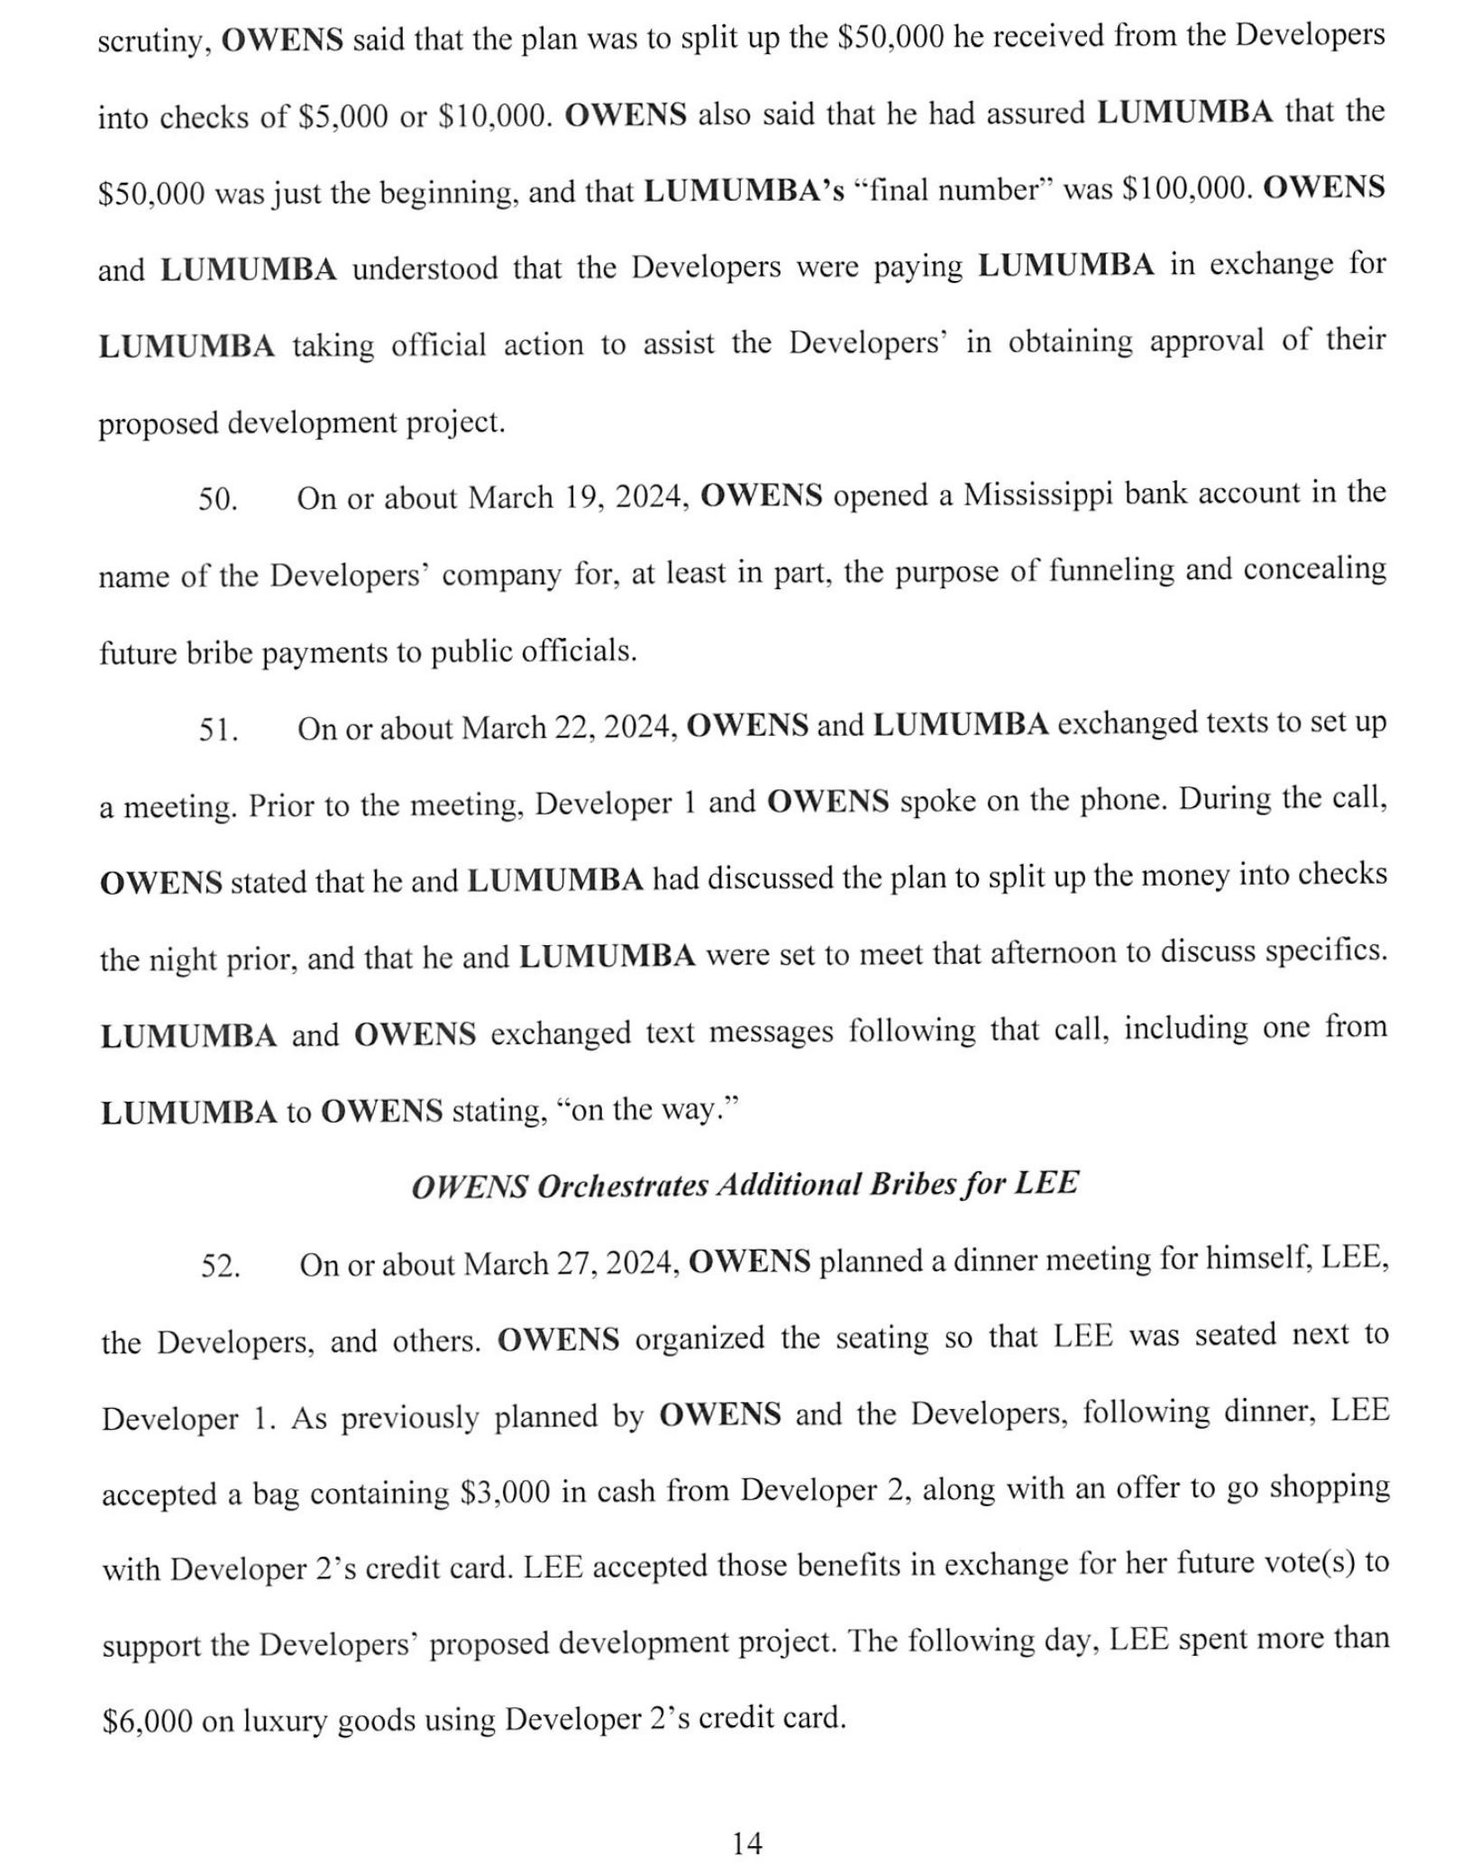 scrutiny, OWENS said that the plan was to split up the $50,000 he received from the Developers
into checks of $5,000 or $10,000. OWENS also said that he had assured LUMUMBA that the
$50,000 was just the beginning, and that LUMUMBA's “final number” was $100,000. OWENS
and LUMUMBA understood that the Developers were paying LUMUMBA in exchange for
LUMUMBA taking official action to assist the Developers’ in obtaining approval of their
proposed development project.
50. On or about March 19, 2024, OWENS opened a Mississippi bank account in the
name of the Developers’ company for, at least in part, the purpose of funneling and concealing
future bribe payments to public officials.
51. On or about March 22, 2024, OWENS and LUMUMBA exchanged texts to set up
a meeting. Prior to the meeting, Developer 1 and OWENS spoke on the phone. During the call,
OWENS stated that he and LUMUMBA had discussed the plan to split up the money into checks
the night prior, and that he and LUMUMBA were set to meet that afternoon to discuss specifics.
LUMUMBA and OWENS exchanged text messages following that call, including one from
LUMUMBA to OWENS stating, “on the way.”
OWENS Orchestrates Additional Bribes for LEE
52. On or about March 27, 2024, OWENS planned a dinner meeting for himself, LEE,
the Developers, and others. OWENS organized the seating so that LEE was seated next to
Developer 1. As previously planned by OWENS and the Developers, following dinner, LEE
accepted a bag containing $3,000 in cash from Developer 2, along with an offer to go shopping
with Developer 2’s credit card. LEE accepted those benefits in exchange for her future vote(s) to
support the Developers’ proposed development project. The following day, LEE spent more than
$6,000 on luxury goods using Developer 2’s credit card.
14